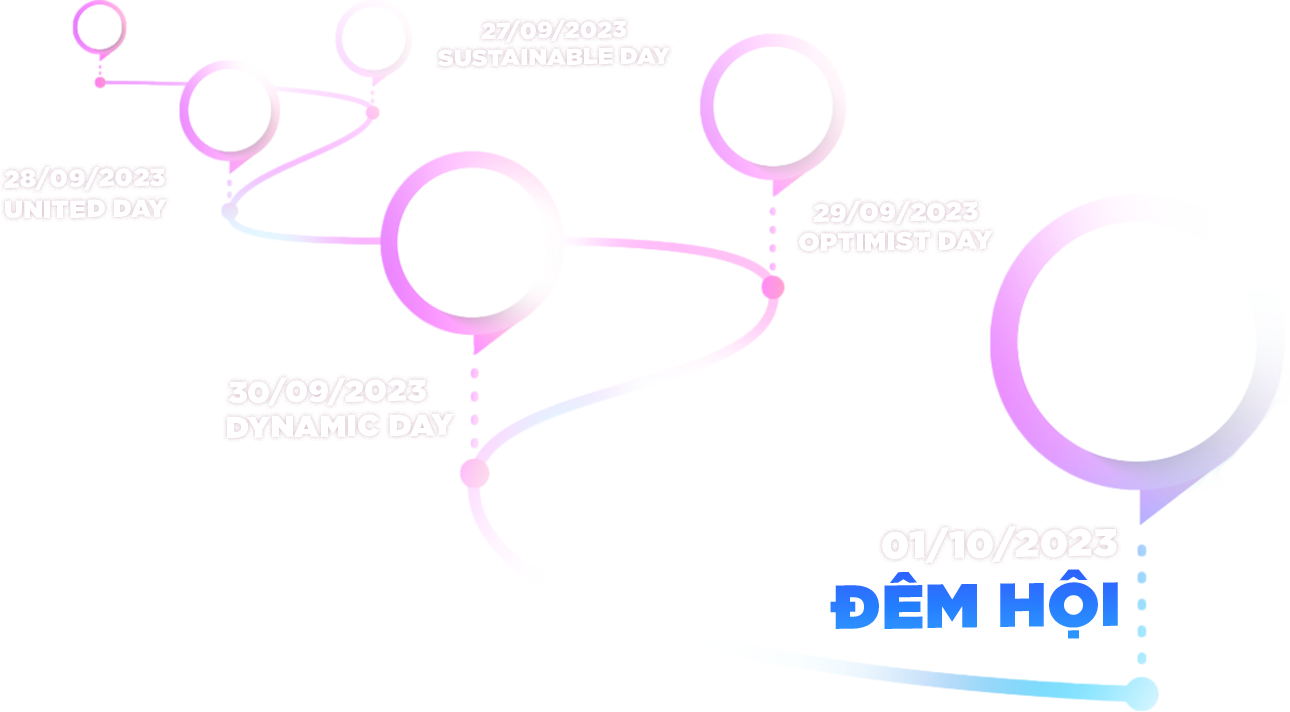 27/09/2023
SUSTAINABLE DAY
28/09/2023
UNITED DAY
29/09/2023
OPTIMIST DAY
30/09/2023
DYNAMIC DAY
01/10/2023
ĐÊM HỘI